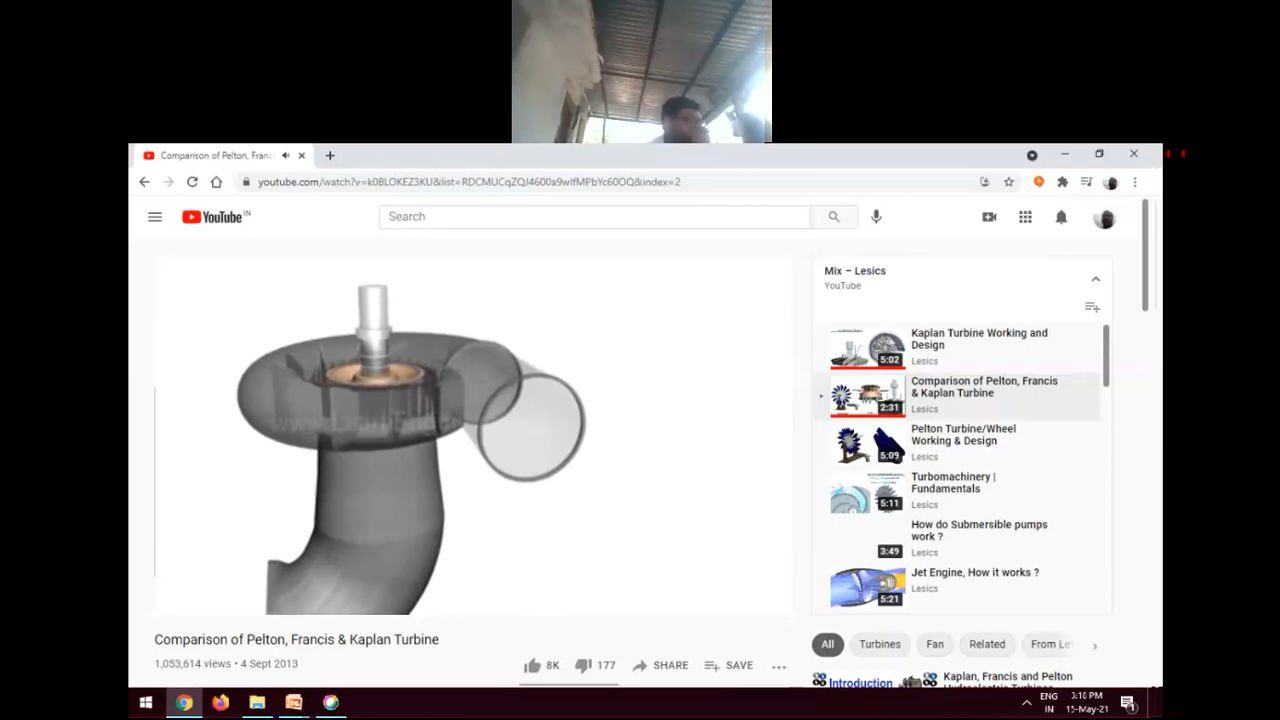 Comparison of Pelton, Franc
youtube.com/watch?v=k0BLOKEZ3KU&list=RDCMUCqZQJ4600a9wIfMPbYc60OQ&index=2
YouTube IN
Search
Mix – Lesics
YouTube
Kaplan Turbine Working and
Design
Lesics
5:02
Comparison of Pelton, Francis
& Kaplan Turbine
Lesics
2:31
Pelton Turbine/Wheel
Working & Design
Lesics
5:09
Turbomachinery |
Fundamentals
Lesics
5:11
How do Submersible pumps
work ?
Lesics
3:49
Jet Engine, How it works ?
Lesics
5:21
Comparison of Pelton, Francis & Kaplan Turbine
1,053,614 views • 4 Sept 2013
8K
177
SHARE
SAVE
All
Turbines
Fan
Related
From Le
Introduction
Kaplan, Francis and Pelton
ENG
IN
3:18 PM
15-May-21
1